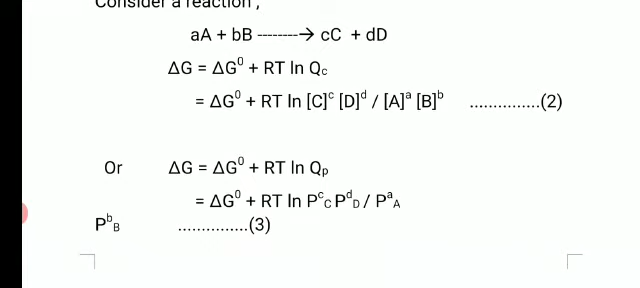 Consider a reaction ,
aA + bB --------→ cC + dD
ΔG = ΔG⁰ + RT ln Qc
= ΔG⁰ + RT ln [C]ᶜ [D]ᵈ / [A]ᵃ [B]ᵇ ...............(2)
Or ΔG = ΔG⁰ + RT ln Qp
= ΔG⁰ + RT ln PᶜC PᵈD / PᵃA
PᵇB ...............(3)